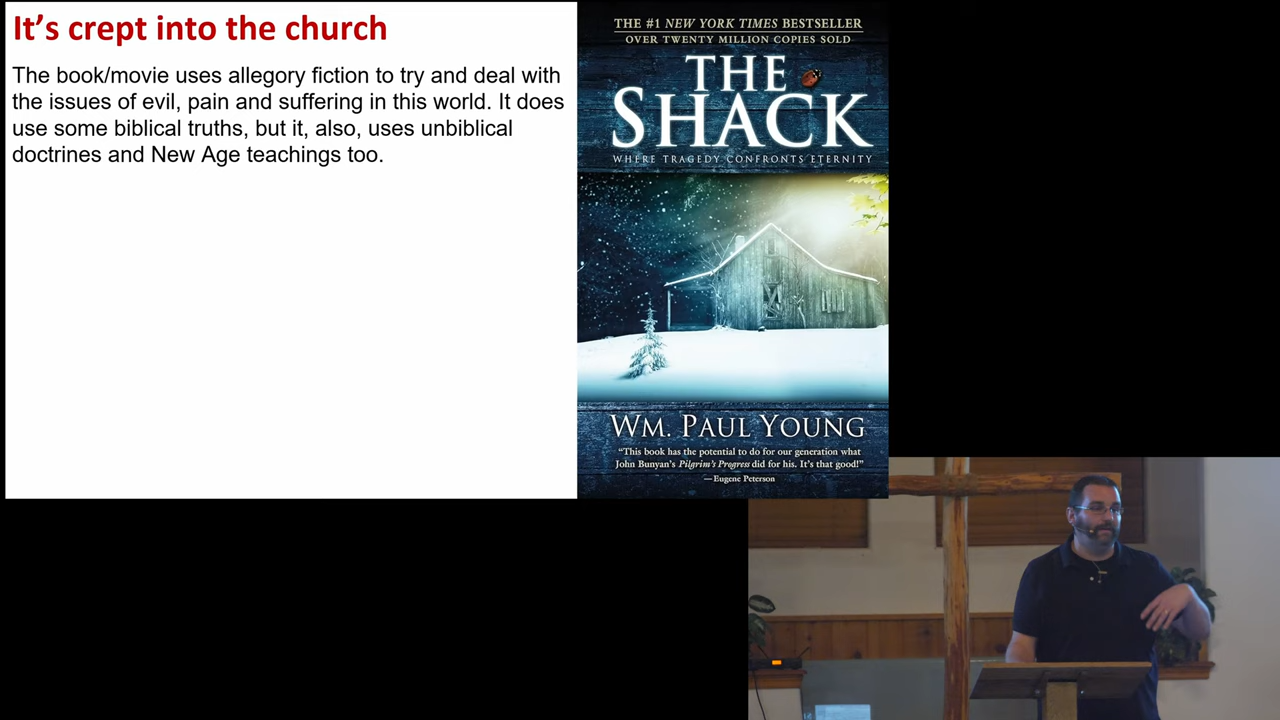 It’s crept into the church
The book/movie uses allegory fiction to try and deal with
the issues of evil, pain and suffering in this world. It does
use some biblical truths, but it, also, uses unbiblical
doctrines and New Age teachings too.
THE #1 NEW YORK TIMES BESTSELLER
OVER TWENTY MILLION COPIES SOLD
THE
SHACK
WHERE TRAGEDY CONFRONTS ETERNITY
WM. PAUL YOUNG
“This book has the potential to do for our generation what
John Bunyan’s Pilgrim’s Progress did for his. It’s that good!”
—Eugene Peterson